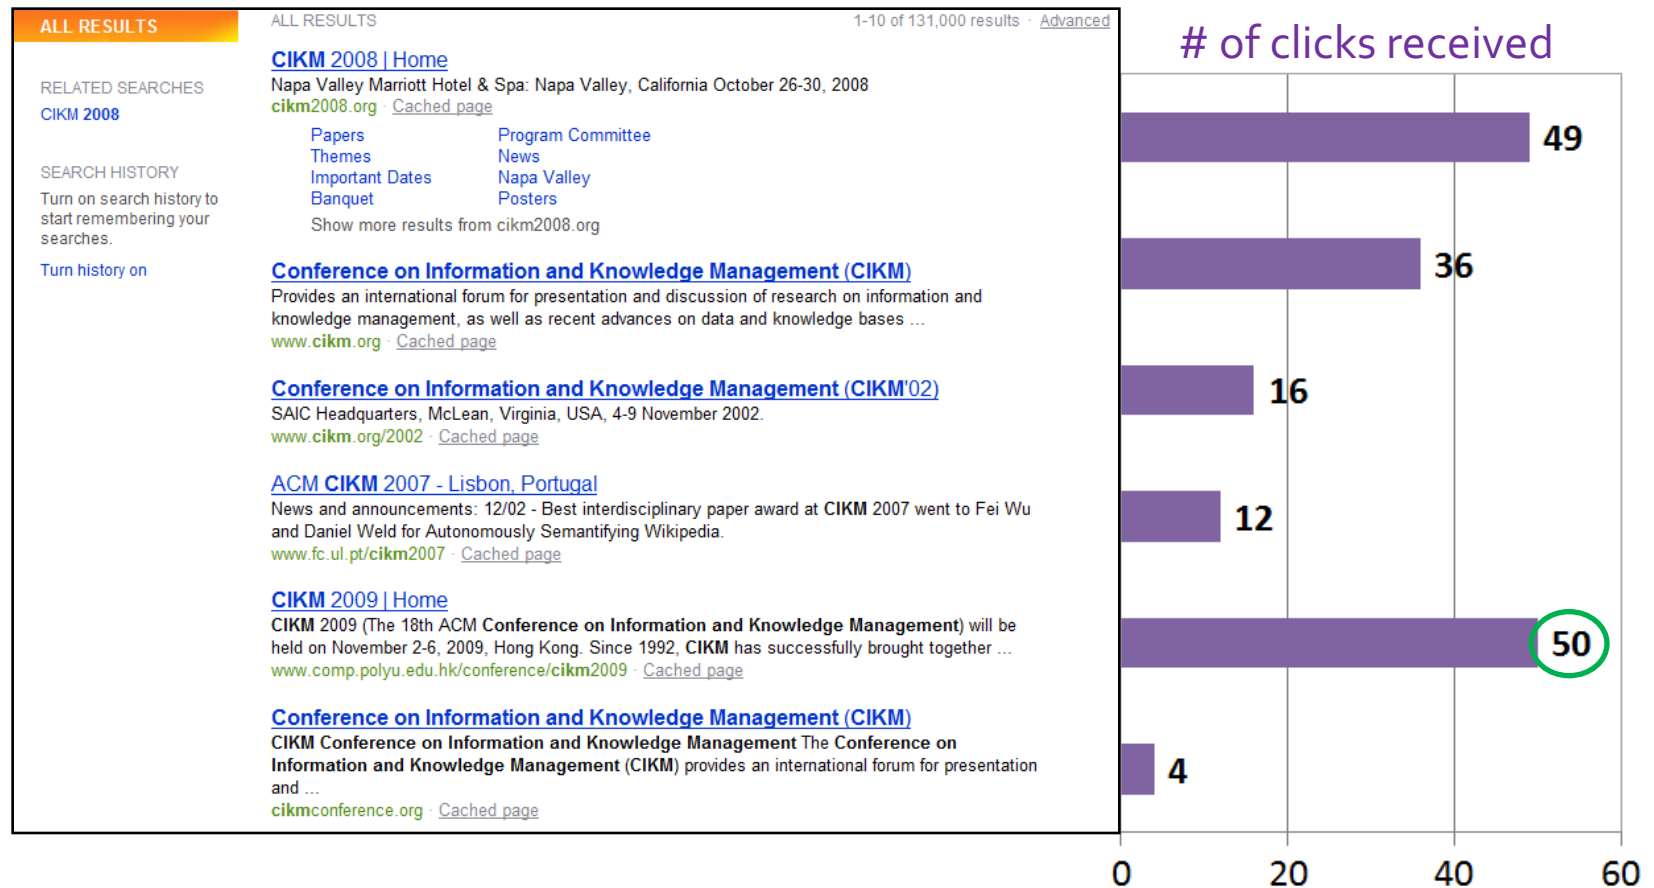 ALL RESULTS
RELATED SEARCHES
CIKM 2008
SEARCH HISTORY
Turn on search history to
start remembering your
searches.
Turn history on
ALL RESULTS
1-10 of 131,000 results · Advanced
CIKM 2008 | Home
Napa Valley Marriott Hotel & Spa: Napa Valley, California October 26-30, 2008
cikm2008.org · Cached page
Papers Program Committee
Themes News
Important Dates Napa Valley
Banquet Posters
Show more results from cikm2008.org
Conference on Information and Knowledge Management (CIKM)
Provides an international forum for presentation and discussion of research on information and
knowledge management, as well as recent advances on data and knowledge bases ...
www.cikm.org · Cached page
Conference on Information and Knowledge Management (CIKM'02)
SAIC Headquarters, McLean, Virginia, USA, 4-9 November 2002.
www.cikm.org/2002 · Cached page
ACM CIKM 2007 - Lisbon, Portugal
News and announcements: 12/02 - Best interdisciplinary paper award at CIKM 2007 went to Fei Wu
and Daniel Weld for Autonomously Semantifying Wikipedia.
www.fc.ul.pt/cikm2007 · Cached page
CIKM 2009 | Home
CIKM 2009 (The 18th ACM Conference on Information and Knowledge Management) will be
held on November 2-6, 2009, Hong Kong. Since 1992, CIKM has successfully brought together ...
www.comp.polyu.edu.hk/conference/cikm2009 · Cached page
Conference on Information and Knowledge Management (CIKM)
CIKM Conference on Information and Knowledge Management The Conference on
Information and Knowledge Management (CIKM) provides an international forum for presentation
and ...
cikmconference.org · Cached page
# of clicks received
49
36
16
12
50
4
0 20 40 60